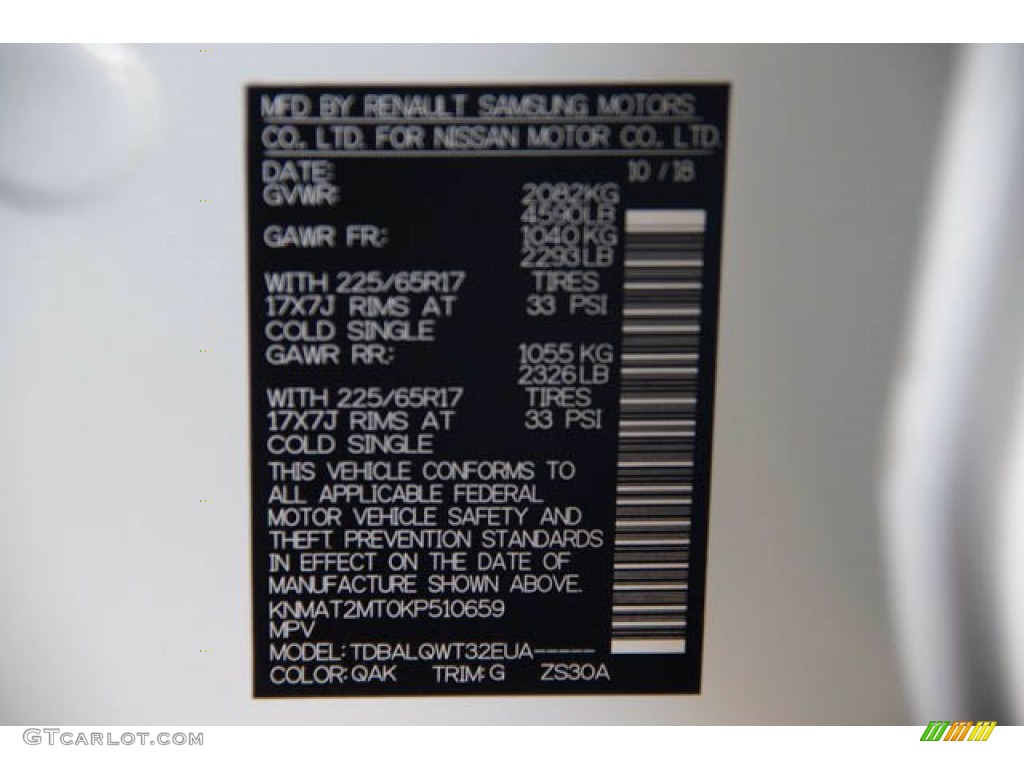 MFD BY RENAULT SAMSUNG MOTORS
CO., LTD. FOR NISSAN MOTOR CO., LTD.
DATE: 10 / 18
GVWR: 2082KG
4590LB
GAWR FR: 1040KG
2293LB
WITH 225/65R17 TIRES
17X7J RIMS AT 33 PSI
COLD SINGLE
GAWR RR: 1055KG
2326LB
WITH 225/65R17 TIRES
17X7J RIMS AT 33 PSI
COLD SINGLE
THIS VEHICLE CONFORMS TO
ALL APPLICABLE FEDERAL
MOTOR VEHICLE SAFETY AND
THEFT PREVENTION STANDARDS
IN EFFECT ON THE DATE OF
MANUFACTURE SHOWN ABOVE.
KNMAT2MT0KP510659
MPV
MODEL: TDBALQWT32EUA-----
COLOR: QAK TRIM: G ZS30A
GTCARLOT.COM